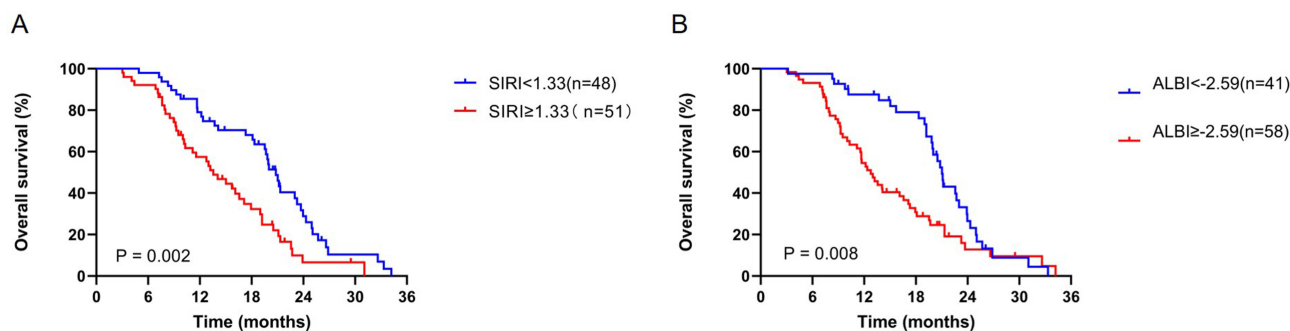 A
Overall survival (%)
100
80
60
40
20
0
P = 0.002
0 6 12 18 24 30 36
Time (months)
SIRI<1.33(n=48)
SIRI≥1.33( n=51)
B
Overall survival (%)
100
80
60
40
20
0
P = 0.008
0 6 12 18 24 30 36
Time (months)
ALBI<-2.59(n=41)
ALBI≥-2.59(n=58)